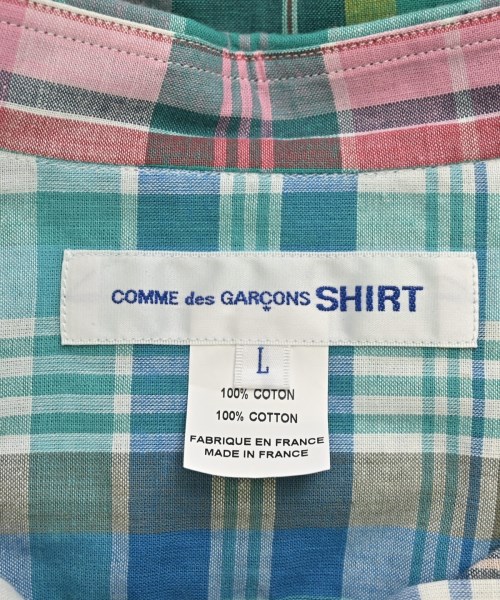 COMME des GARÇONS SHIRT
L
100% COTON
100% COTTON
FABRIQUE EN FRANCE
MADE IN FRANCE